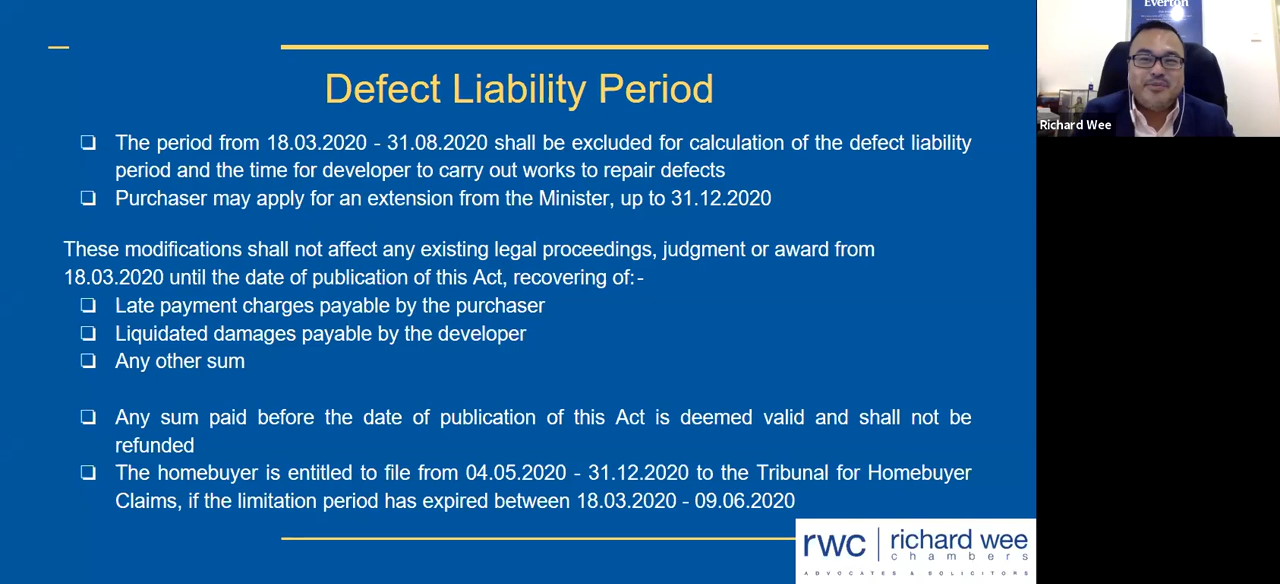 Defect Liability Period
❏ The period from 18.03.2020 - 31.08.2020 shall be excluded for calculation of the defect liability
period and the time for developer to carry out works to repair defects
❏ Purchaser may apply for an extension from the Minister, up to 31.12.2020
These modifications shall not affect any existing legal proceedings, judgment or award from
18.03.2020 until the date of publication of this Act, recovering of:-
❏ Late payment charges payable by the purchaser
❏ Liquidated damages payable by the developer
❏ Any other sum
❏ Any sum paid before the date of publication of this Act is deemed valid and shall not be
refunded
❏ The homebuyer is entitled to file from 04.05.2020 - 31.12.2020 to the Tribunal for Homebuyer
Claims, if the limitation period has expired between 18.03.2020 - 09.06.2020
rwc | richard wee
chambers
ADVOCATES & SOLICITORS
Everton
Richard Wee